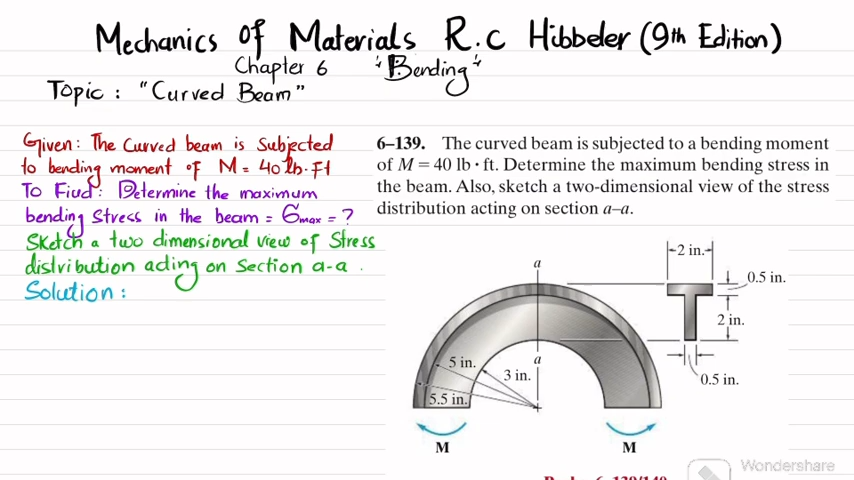 Mechanics of Materials R.C Hibbeler (9th Edition)
Chapter 6 "Bending"
Topic : "Curved Beam"
Given: The Curved beam is Subjected
to bending moment of M = 40 lb.ft
To Find: Determine the maximum
bending Stress in the beam = σmax = ?
Sketch a two dimensional view of Stress
distribution acting on Section a-a .
Solution :
6–139. The curved beam is subjected to a bending moment
of M = 40 lb · ft. Determine the maximum bending stress in
the beam. Also, sketch a two-dimensional view of the stress
distribution acting on section a–a.
2 in.
a
0.5 in.
2 in.
5 in.
a
3 in.
0.5 in.
5.5 in.
M
M
Wondershare